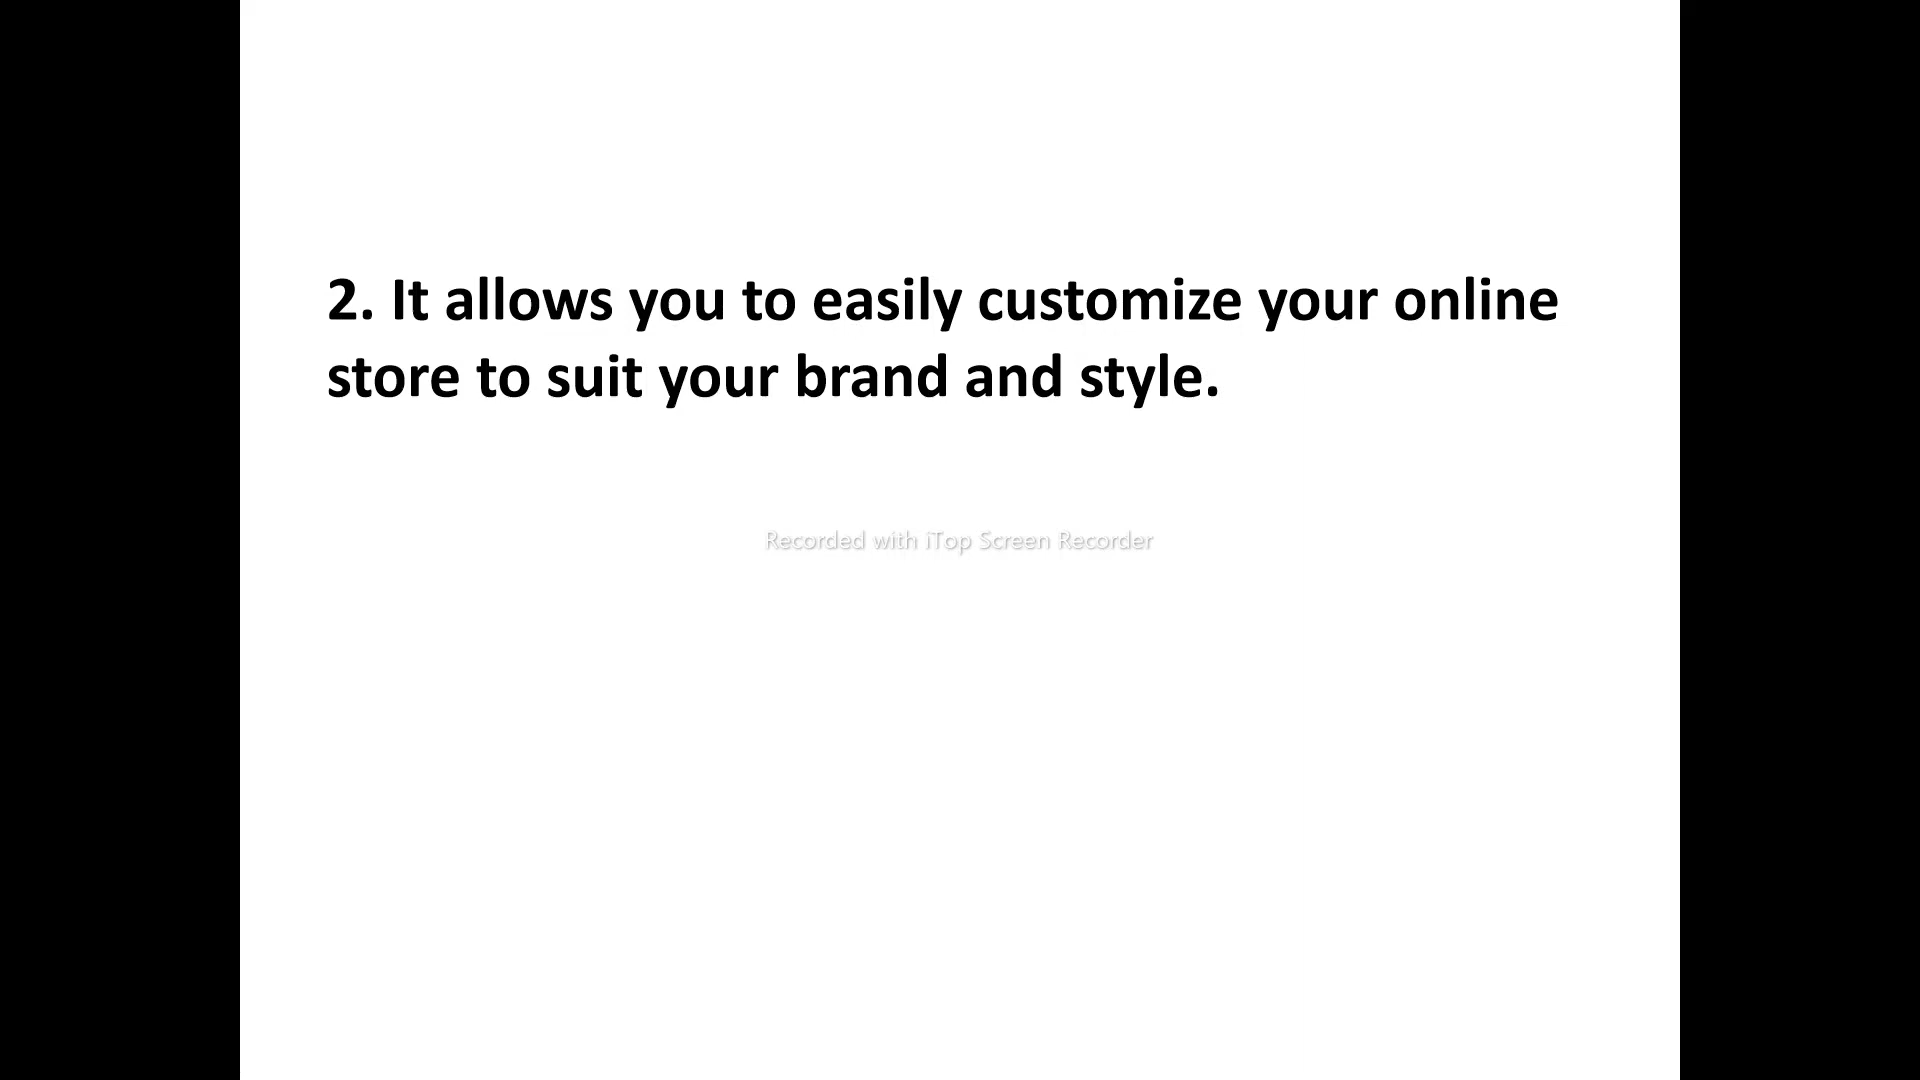 2. It allows you to easily customize your online
store to suit your brand and style.
Recorded with iTop Screen Recorder